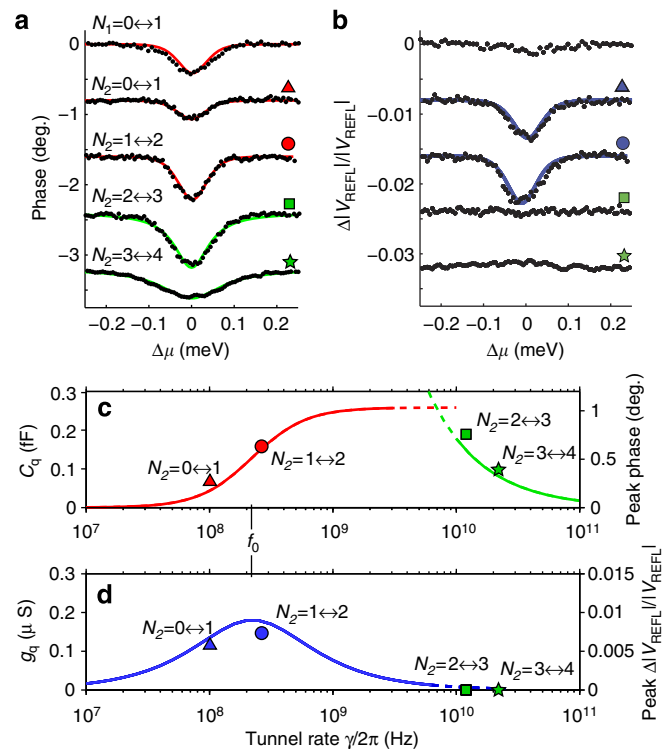 a
N1=0↔1
N2=0↔1
N2=1↔2
N2=2↔3
N2=3↔4
0
−1
−2
−3
Phase (deg.)
−0.2 −0.1 0 0.1 0.2
Δμ (meV)
b
0
−0.01
−0.02
−0.03
Δ|VREFL|/|VREFL|
−0.2 −0.1 0 0.1 0.2
Δμ (meV)
c
0.3
0.2
0.1
0
Cq (fF)
N2=0↔1
N2=1↔2
N2=2↔3
N2=3↔4
1
0.5
0
Peak phase (deg.)
10^7 10^8 10^9 10^10 10^11
f0
d
0.3
0.2
0.1
0
gq (μ S)
N2=0↔1
N2=1↔2
N2=2↔3
N2=3↔4
0.015
0.01
0.005
0
Peak Δ|VREFL|/|VREFL|
10^7 10^8 10^9 10^10 10^11
Tunnel rate γ/2π (Hz)